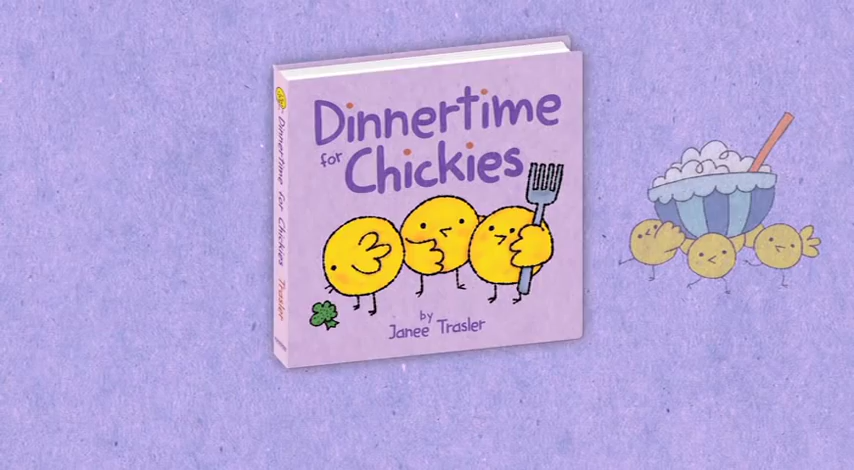 Dinnertime
for Chickies
by
Janee Trasler
Dinnertime for Chickies Trasler